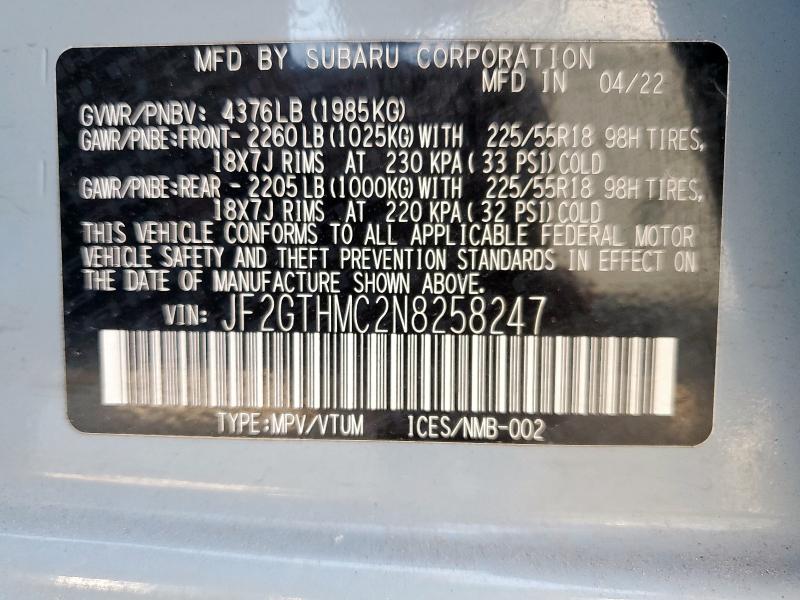 MFD BY SUBARU CORPORATION
MFD IN 04/22
GVWR/PNBV: 4376LB(1985KG)
GAWR/PNBE:FRONT-2260LB(1025KG)WITH 225/55R18 98H TIRES,
18X7J RIMS AT 230 KPA(33 PSI)COLD
GAWR/PNBE:REAR -2205LB(1000KG)WITH 225/55R18 98H TIRES,
18X7J RIMS AT 220 KPA(32 PSI)COLD
THIS VEHICLE CONFORMS TO ALL APPLICABLE FEDERAL MOTOR
VEHICLE SAFETY AND THEFT PREVENTION STANDARDS IN EFFECT ON
THE DATE OF MANUFACTURE SHOWN ABOVE.
VIN: JF2GTHMC2N8258247
TYPE:MPV/VTUM ICES/NMB-002